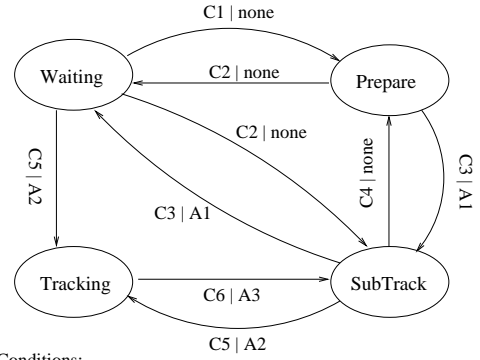 C1 | none
Waiting
C2 | none
Prepare
C2 | none
C5 | A2
C4 | none
C3 | A1
C3 | A1
Tracking
C6 | A3
SubTrack
C5 | A2
Conditions: